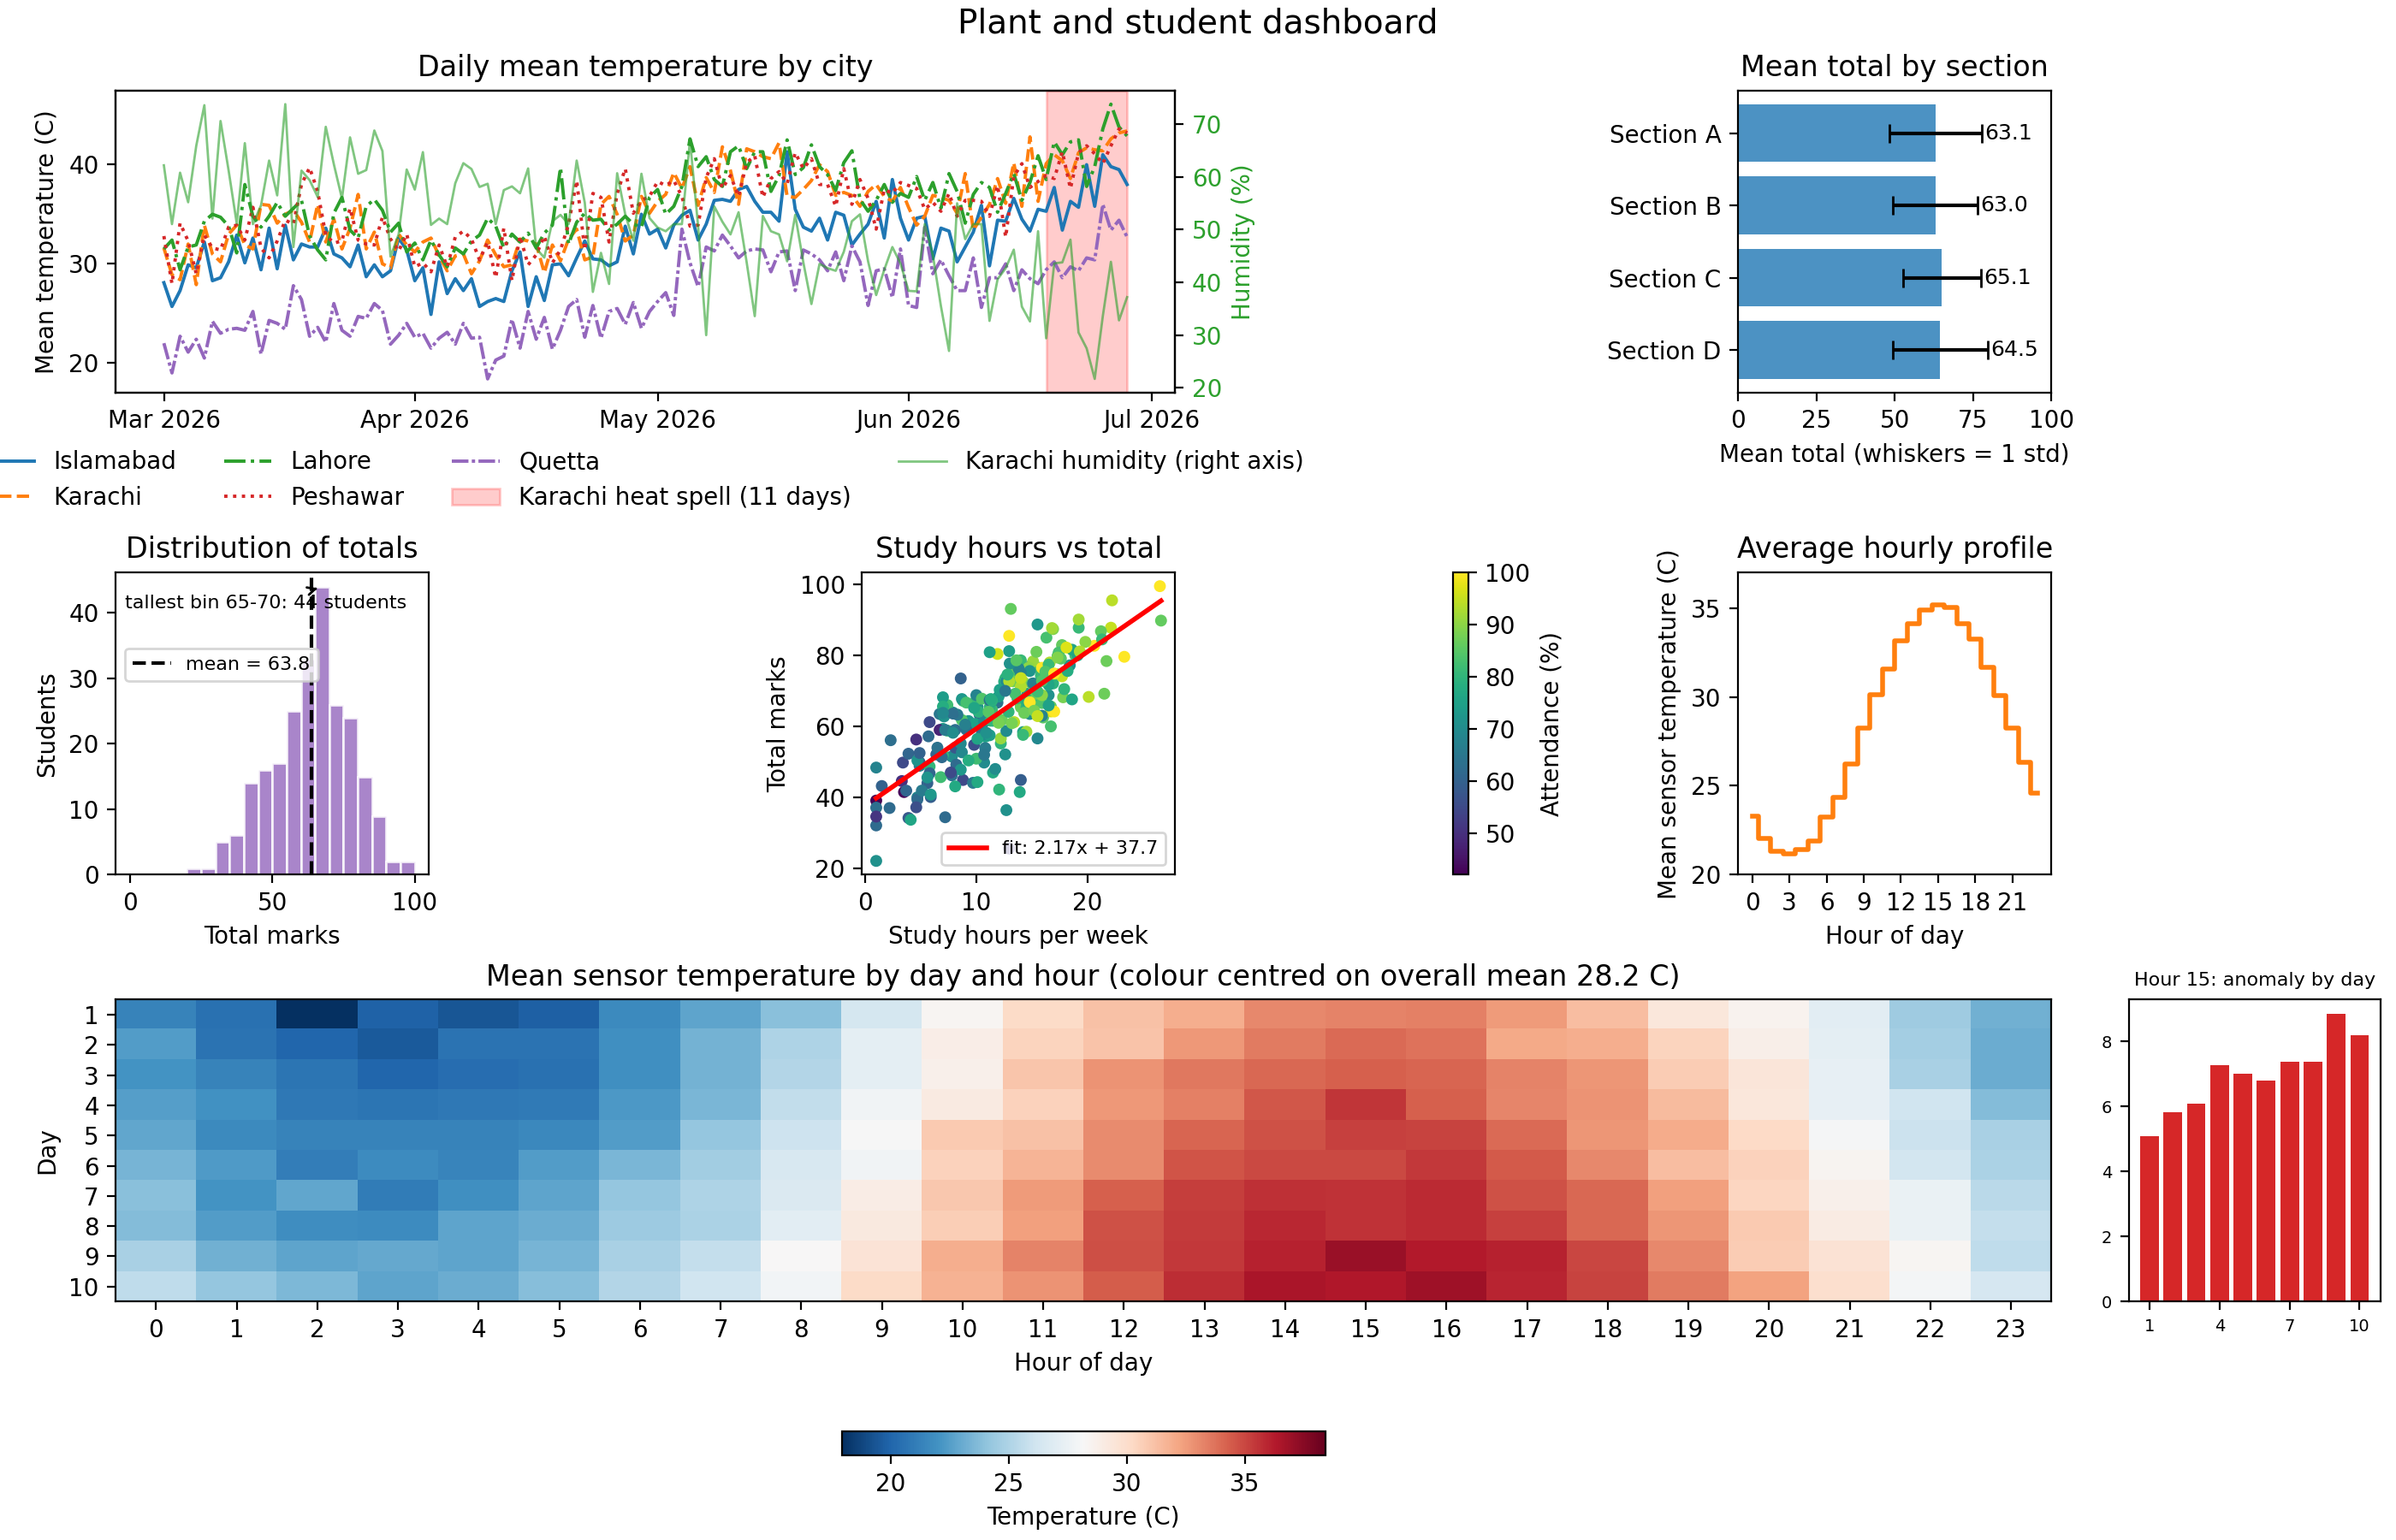 Plant and student dashboard
Daily mean temperature by city
Mean temperature (C)
40
30
20
70
60
50
40
30
20
Humidity (%)
Mar 2026 Apr 2026 May 2026 Jun 2026 Jul 2026
Islamabad Lahore Quetta Karachi humidity (right axis)
Karachi Peshawar Karachi heat spell (11 days)
Mean total by section
Section A 63.1
Section B 63.0
Section C 65.1
Section D 64.5
0 25 50 75 100
Mean total (whiskers = 1 std)
Distribution of totals
Students
40
30
20
10
0
tallest bin 65-70: 44 students
mean = 63.8
0 50 100
Total marks
Study hours vs total
Total marks
100
80
60
40
20
fit: 2.17x + 37.7
0 10 20
Study hours per week
100
90
80
70
60
50
Attendance (%)
Average hourly profile
Mean sensor temperature (C)
35
30
25
20
0 3 6 9 12 15 18 21
Hour of day
Mean sensor temperature by day and hour (colour centred on overall mean 28.2 C)
Day
1
2
3
4
5
6
7
8
9
10
0 1 2 3 4 5 6 7 8 9 10 11 12 13 14 15 16 17 18 19 20 21 22 23
Hour of day
Hour 15: anomaly by day
8
6
4
2
0
1 4 7 10
20 25 30 35
Temperature (C)